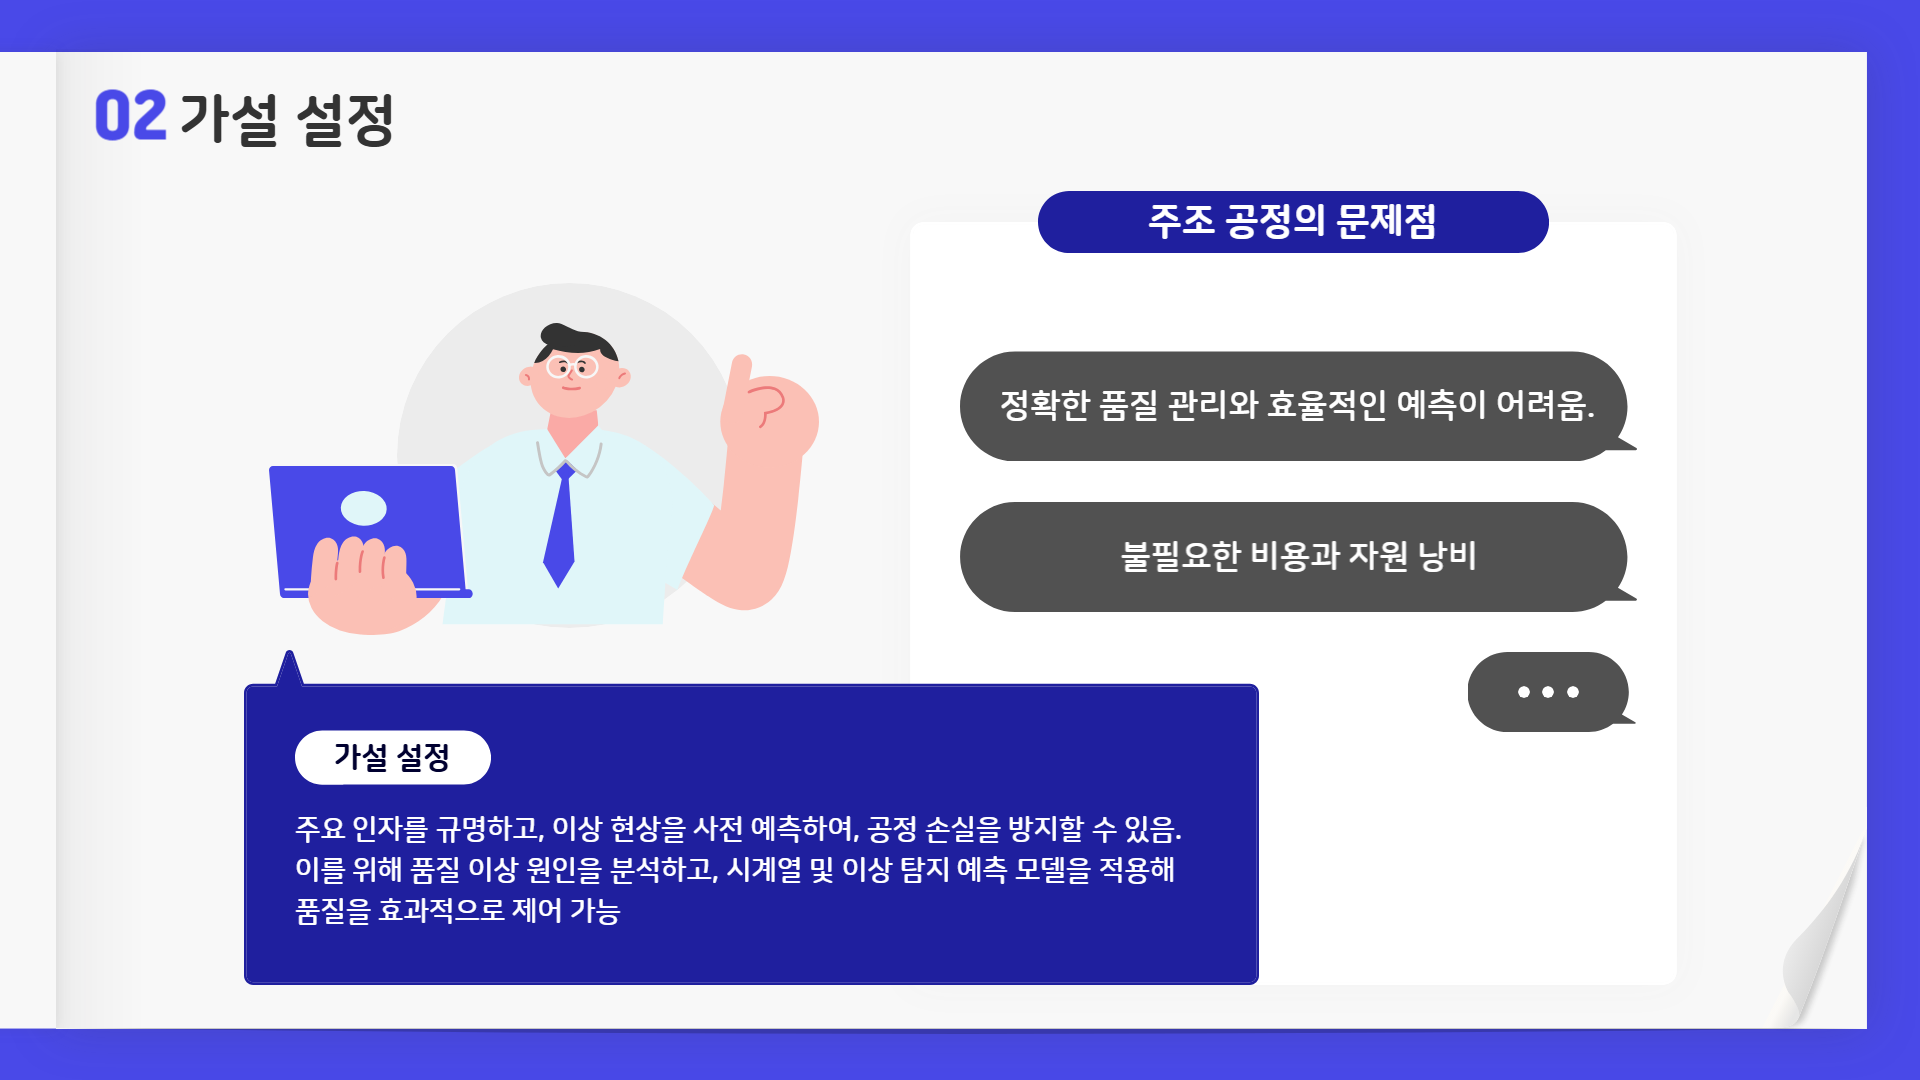 02 가설 설정
주조 공정의 문제점
정확한 품질 관리와 효율적인 예측이 어려움.
불필요한 비용과 자원 낭비
•••
가설 설정
주요 인자를 규명하고, 이상 현상을 사전 예측하여, 공정 손실을 방지할 수 있음.
이를 위해 품질 이상 원인을 분석하고, 시계열 및 이상 탐지 예측 모델을 적용해
품질을 효과적으로 제어 가능